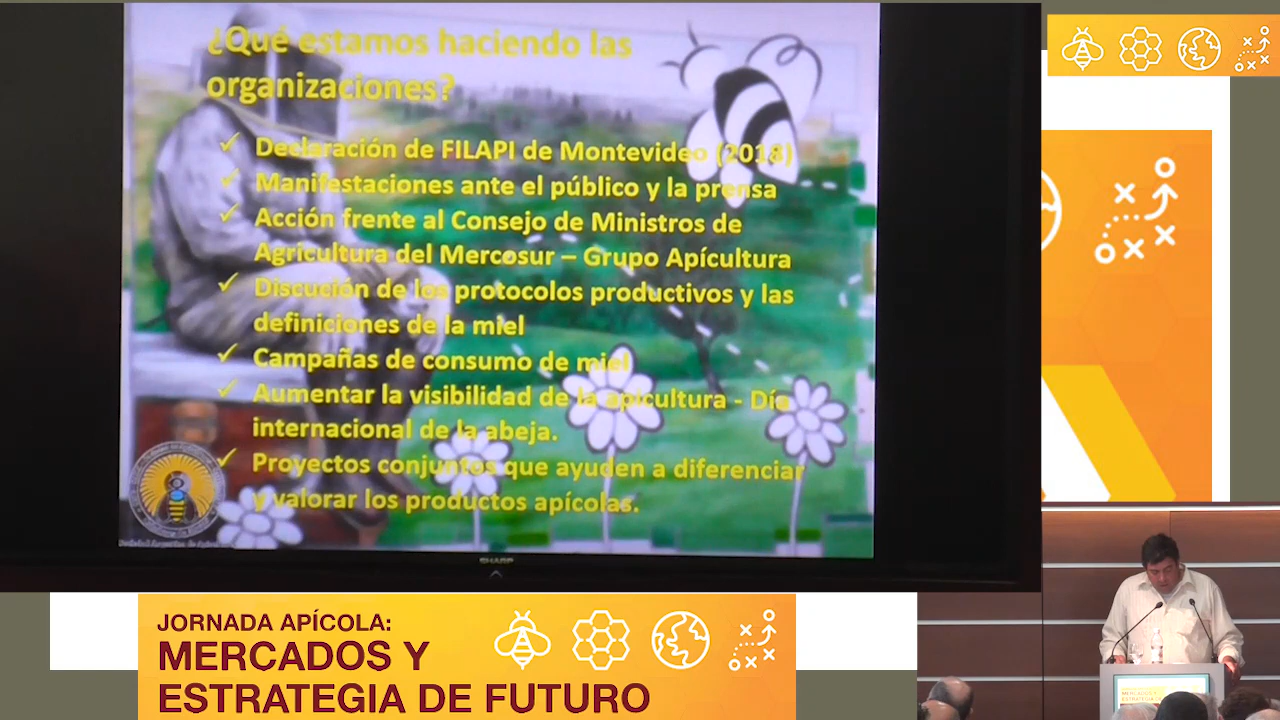 ¿Qué estamos haciendo las
organizaciones?
✓ Declaración de FILAPI de Montevideo (2018)
✓ Manifestaciones ante el público y la prensa
✓ Acción frente al Consejo de Ministros de
Agricultura del Mercosur – Grupo Apícultura
✓ Discución de los protocolos productivos y las
definiciones de la miel
✓ Campañas de consumo de miel
✓ Aumentar la visibilidad de la apicultura - Día
internacional de la abeja.
✓ Proyectos conjuntos que ayuden a diferenciar
y valorar los productos apícolas.
SHARP
JORNADA APÍCOLA:
MERCADOS Y
ESTRATEGIA DE FUTURO
MERCADOS Y
ESTRATEGIA DE